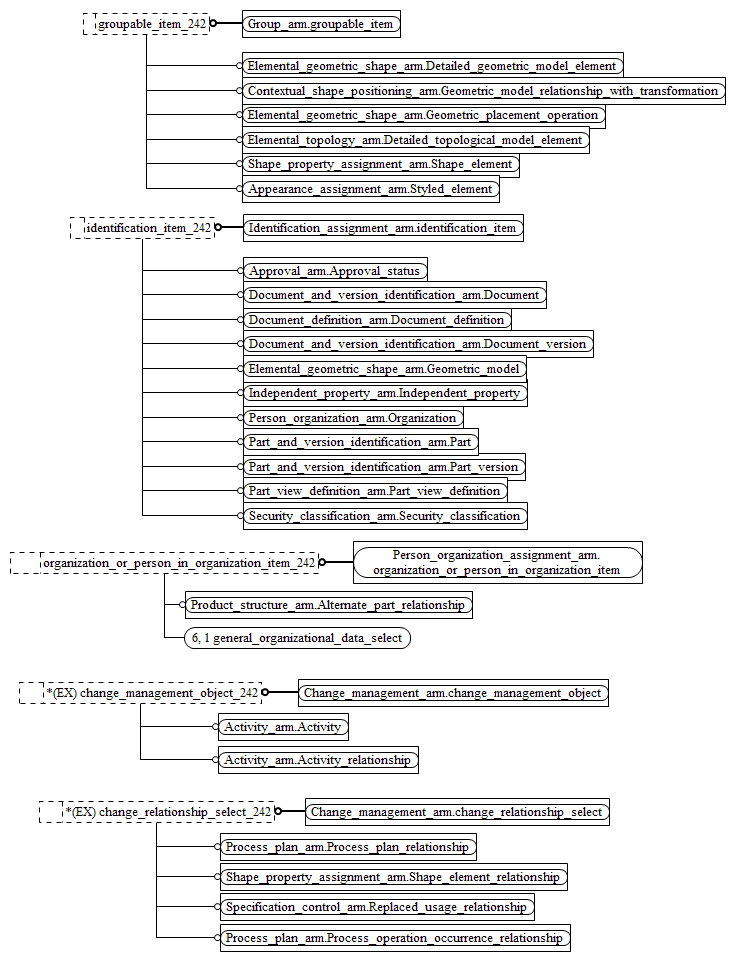 groupable_item_242
Group_arm.groupable_item
Elemental_geometric_shape_arm.Detailed_geometric_model_element
Contextual_shape_positioning_arm.Geometric_model_relationship_with_transformation
Elemental_geometric_shape_arm.Geometric_placement_operation
Elemental_topology_arm.Detailed_topological_model_element
Shape_property_assignment_arm.Shape_element
Appearance_assignment_arm.Styled_element
identification_item_242
Identification_assignment_arm.identification_item
Approval_arm.Approval_status
Document_and_version_identification_arm.Document
Document_definition_arm.Document_definition
Document_and_version_identification_arm.Document_version
Elemental_geometric_shape_arm.Geometric_model
Independent_property_arm.Independent_property
Person_organization_arm.Organization
Part_and_version_identification_arm.Part
Part_and_version_identification_arm.Part_version
Part_view_definition_arm.Part_view_definition
Security_classification_arm.Security_classification
organization_or_person_in_organization_item_242
Person_organization_assignment_arm.
organization_or_person_in_organization_item
Product_structure_arm.Alternate_part_relationship
6, 1 general_organizational_data_select
*(EX) change_management_object_242
Change_management_arm.change_management_object
Activity_arm.Activity
Activity_arm.Activity_relationship
*(EX) change_relationship_select_242
Change_management_arm.change_relationship_select
Process_plan_arm.Process_plan_relationship
Shape_property_assignment_arm.Shape_element_relationship
Specification_control_arm.Replaced_usage_relationship
Process_plan_arm.Process_operation_occurrence_relationship